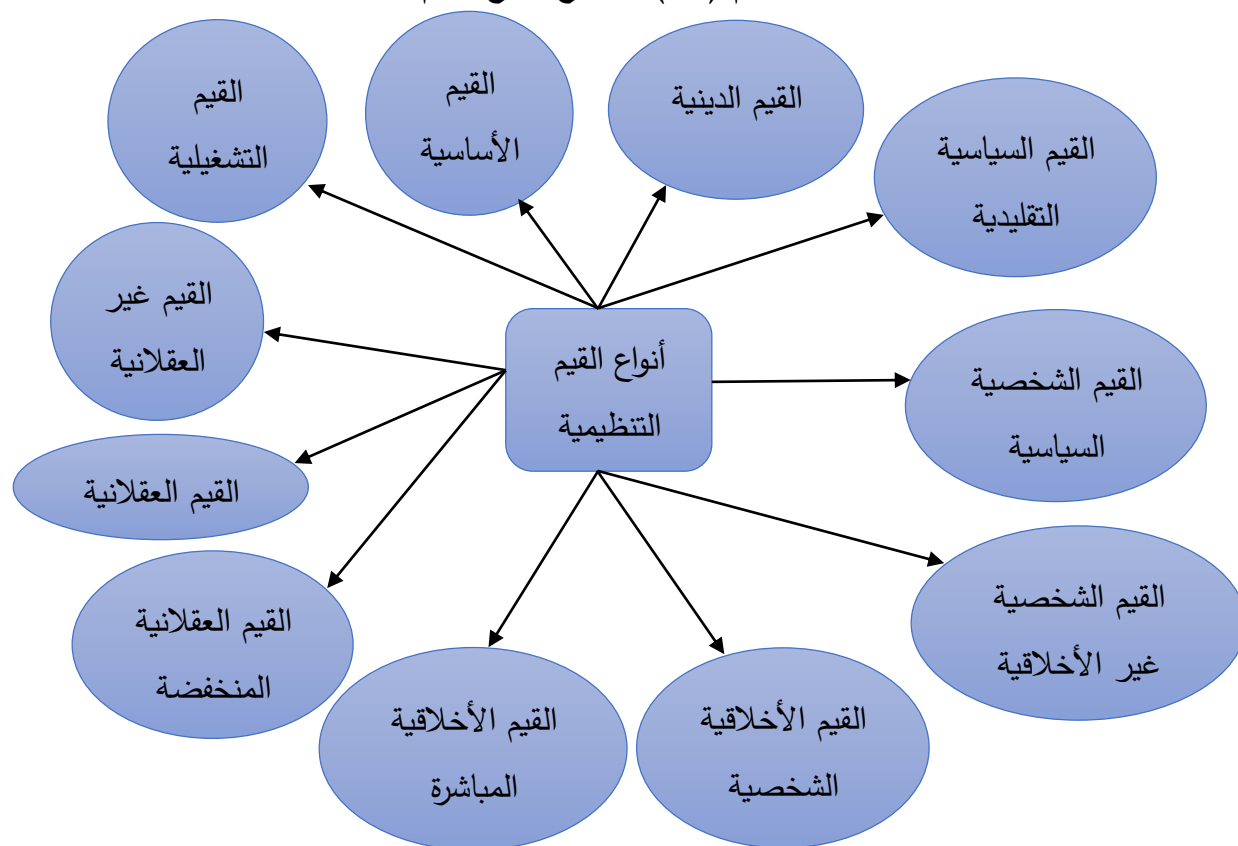 القيم الدينية
القيم
الأساسية
القيم
التشغيلية
القيم السياسية
التقليدية
القيم غير
العقلانية
أنواع القيم
التنظيمية
القيم الشخصية
السياسية
القيم العقلانية
القيم الشخصية
غير الأخلاقية
القيم العقلانية
المنخفضة
القيم الأخلاقية
الشخصية
القيم الأخلاقية
المباشرة